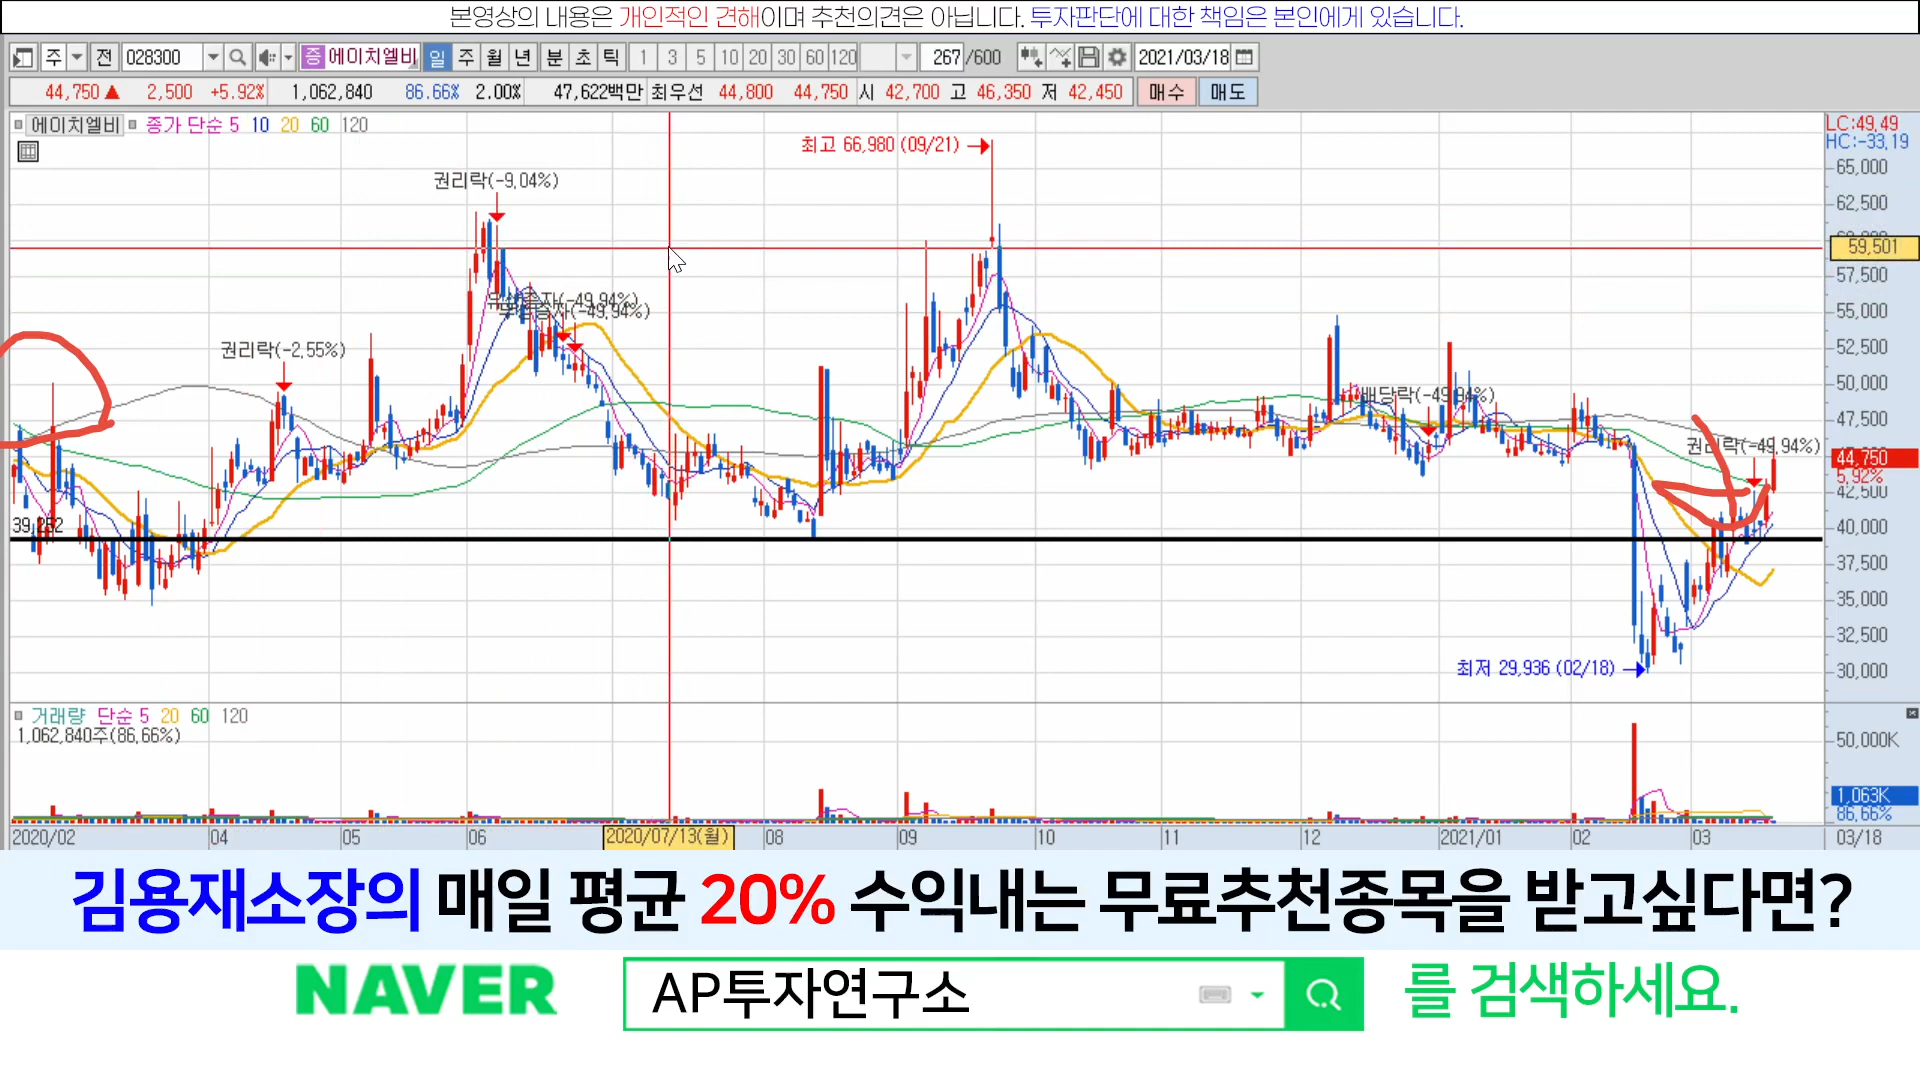 본영상의 내용은 개인적인 견해이며 추천의견은 아닙니다. 투자판단에 대한 책임은 본인에게 있습니다.
주 전 028300 증 에이치엘비 일 주 월 년 분 초 틱 1 3 5 10 20 30 60 120 267 /600 2021/03/18
44,750 ▲ 2,500 +5.92% 1,062,840 86.66% 2.00% 47,622백만 최우선 44,800 44,750 시 42,700 고 46,350 저 42,450 매수 매도
에이치엘비 종가 단순 5 10 20 60 120
LC:49.49
HC:-33.19
최고 66,980 (09/21)
65,000
권리락(-9.04%)
62,500
59,501
57,500
유상증자(-49.94%)
무상증자(-49.94%)
55,000
권리락(-2.55%)
52,500
50,000
배당락(-49.94%)
47,500
권리락(-49.94%)
44,750
5.92%
42,500
39,252
40,000
37,500
35,000
32,500
최저 29,936 (02/18)
30,000
거래량 단순 5 20 60 120
1,062,840주(86.66%)
50,000K
1,063K
86.66%
2020/02 04 05 06 2020/07/13(월) 08 09 10 11 12 2021/01 02 03 03/18
김용재소장의 매일 평균 20% 수익내는 무료추천종목을 받고싶다면?
NAVER AP투자연구소 를 검색하세요.